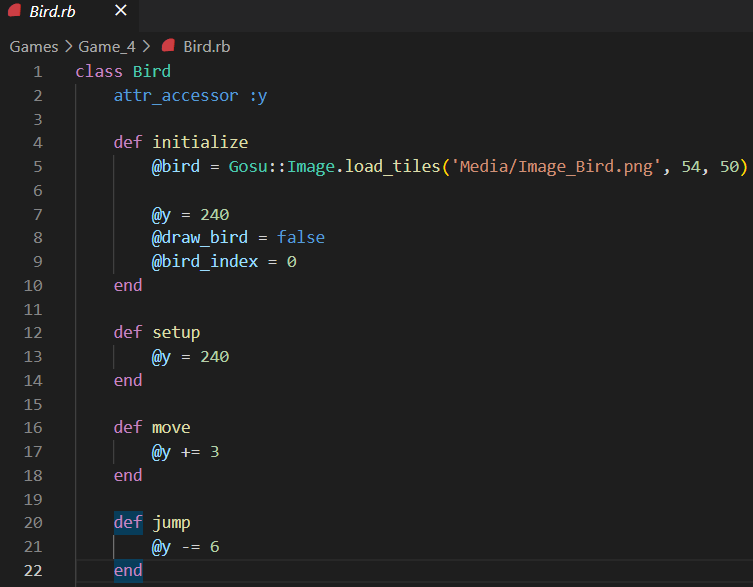 Bird.rb ×
Games > Game_4 > Bird.rb
1 class Bird
2     attr_accessor :y
3
4     def initialize
5         @bird = Gosu::Image.load_tiles('Media/Image_Bird.png', 54, 50)
6
7         @y = 240
8         @draw_bird = false
9         @bird_index = 0
10     end
11
12     def setup
13         @y = 240
14     end
15
16     def move
17         @y += 3
18     end
19
20     def jump
21         @y -= 6
22     end